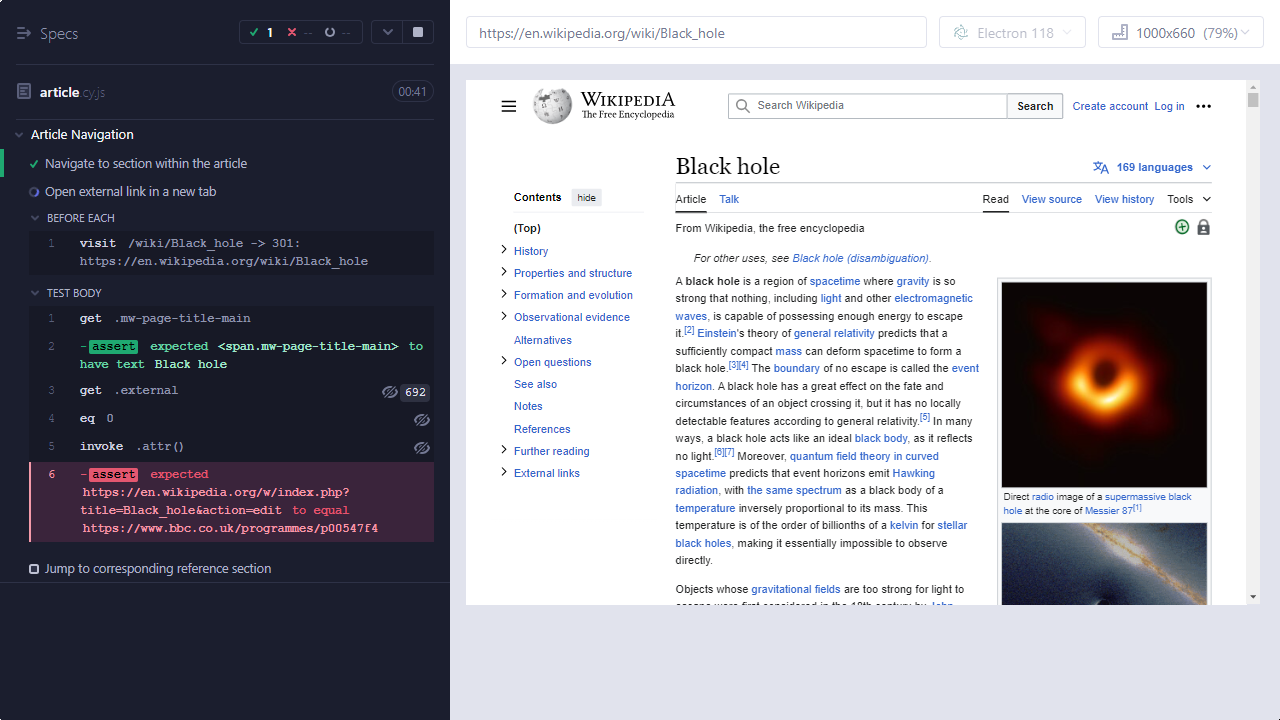 Specs
1
--
--
article.cy.js
00:41
Article Navigation
Navigate to section within the article
Open external link in a new tab
BEFORE EACH
1 visit /wiki/Black_hole -> 301:
https://en.wikipedia.org/wiki/Black_hole
TEST BODY
1 get .mw-page-title-main
2 -assert expected <span.mw-page-title-main> to
have text Black hole
3 get .external 692
4 eq 0
5 invoke .attr()
6 -assert expected
https://en.wikipedia.org/w/index.php?
title=Black_hole&action=edit to equal
https://www.bbc.co.uk/programmes/p00547f4
Jump to corresponding reference section
https://en.wikipedia.org/wiki/Black_hole
Electron 118
1000x660 (79%)
WIKIPEDIA
The Free Encyclopedia
Search Wikipedia
Search
Create account Log in
Contents hide
(Top)
History
Properties and structure
Formation and evolution
Observational evidence
Alternatives
Open questions
See also
Notes
References
Further reading
External links
Black hole
169 languages
Article Talk
Read View source View history Tools
From Wikipedia, the free encyclopedia
For other uses, see Black hole (disambiguation).
A black hole is a region of spacetime where gravity is so
strong that nothing, including light and other electromagnetic
waves, is capable of possessing enough energy to escape
it.[2] Einstein's theory of general relativity predicts that a
sufficiently compact mass can deform spacetime to form a
black hole.[3][4] The boundary of no escape is called the event
horizon. A black hole has a great effect on the fate and
circumstances of an object crossing it, but it has no locally
detectable features according to general relativity.[5] In many
ways, a black hole acts like an ideal black body, as it reflects
no light.[6][7] Moreover, quantum field theory in curved
spacetime predicts that event horizons emit Hawking
radiation, with the same spectrum as a black body of a
temperature inversely proportional to its mass. This
temperature is of the order of billionths of a kelvin for stellar
black holes, making it essentially impossible to observe
directly.
Objects whose gravitational fields are too strong for light to
escape were first considered in the 18th century by John
Direct radio image of a supermassive black
hole at the core of Messier 87[1]